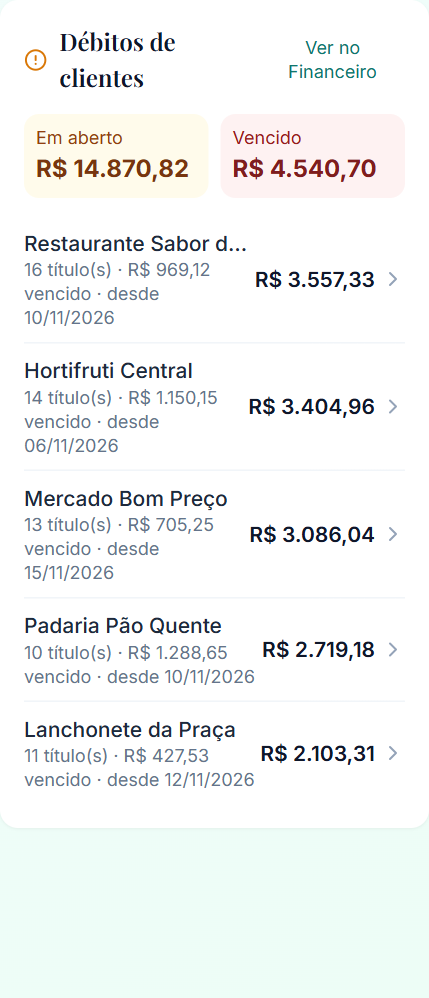 Débitos de
clientes
Ver no
Financeiro
Em aberto
R$ 14.870,82
Vencido
R$ 4.540,70
Restaurante Sabor d...
16 título(s) · R$ 969,12
vencido · desde
10/11/2026
R$ 3.557,33
Hortifruti Central
14 título(s) · R$ 1.150,15
vencido · desde
06/11/2026
R$ 3.404,96
Mercado Bom Preço
13 título(s) · R$ 705,25
vencido · desde
15/11/2026
R$ 3.086,04
Padaria Pão Quente
10 título(s) · R$ 1.288,65
vencido · desde 10/11/2026
R$ 2.719,18
Lanchonete da Praça
11 título(s) · R$ 427,53
vencido · desde 12/11/2026
R$ 2.103,31